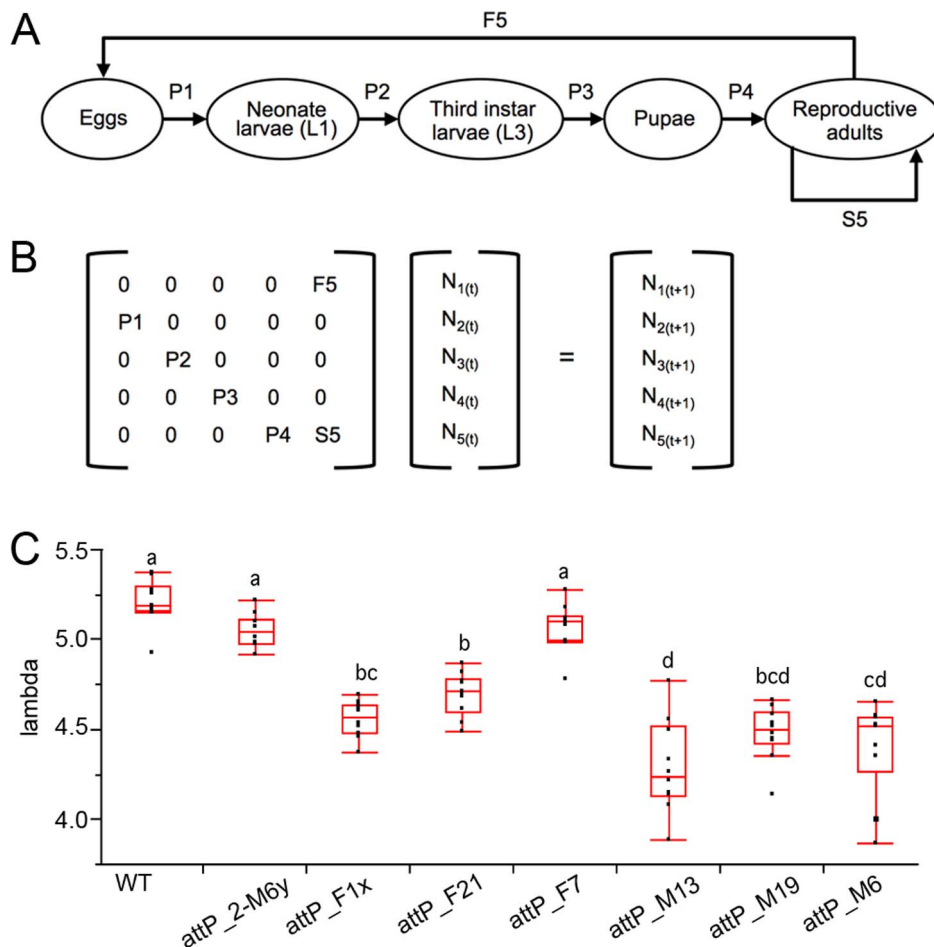 A
F5
Eggs
P1
Neonate
larvae (L1)
P2
Third instar
larvae (L3)
P3
Pupae
P4
Reproductive
adults
S5
B
0 0 0 0 F5
P1 0 0 0 0
0 P2 0 0 0
0 0 P3 0 0
0 0 0 P4 S5
N1(t)
N2(t)
N3(t)
N4(t)
N5(t)
=
N1(t+1)
N2(t+1)
N3(t+1)
N4(t+1)
N5(t+1)
C
lambda
5.5
5.0
4.5
4.0
a
a
bc
b
a
d
bcd
cd
WT
attP_2-M6y
attP_F1x
attP_F21
attP_F7
attP_M13
attP_M19
attP_M6